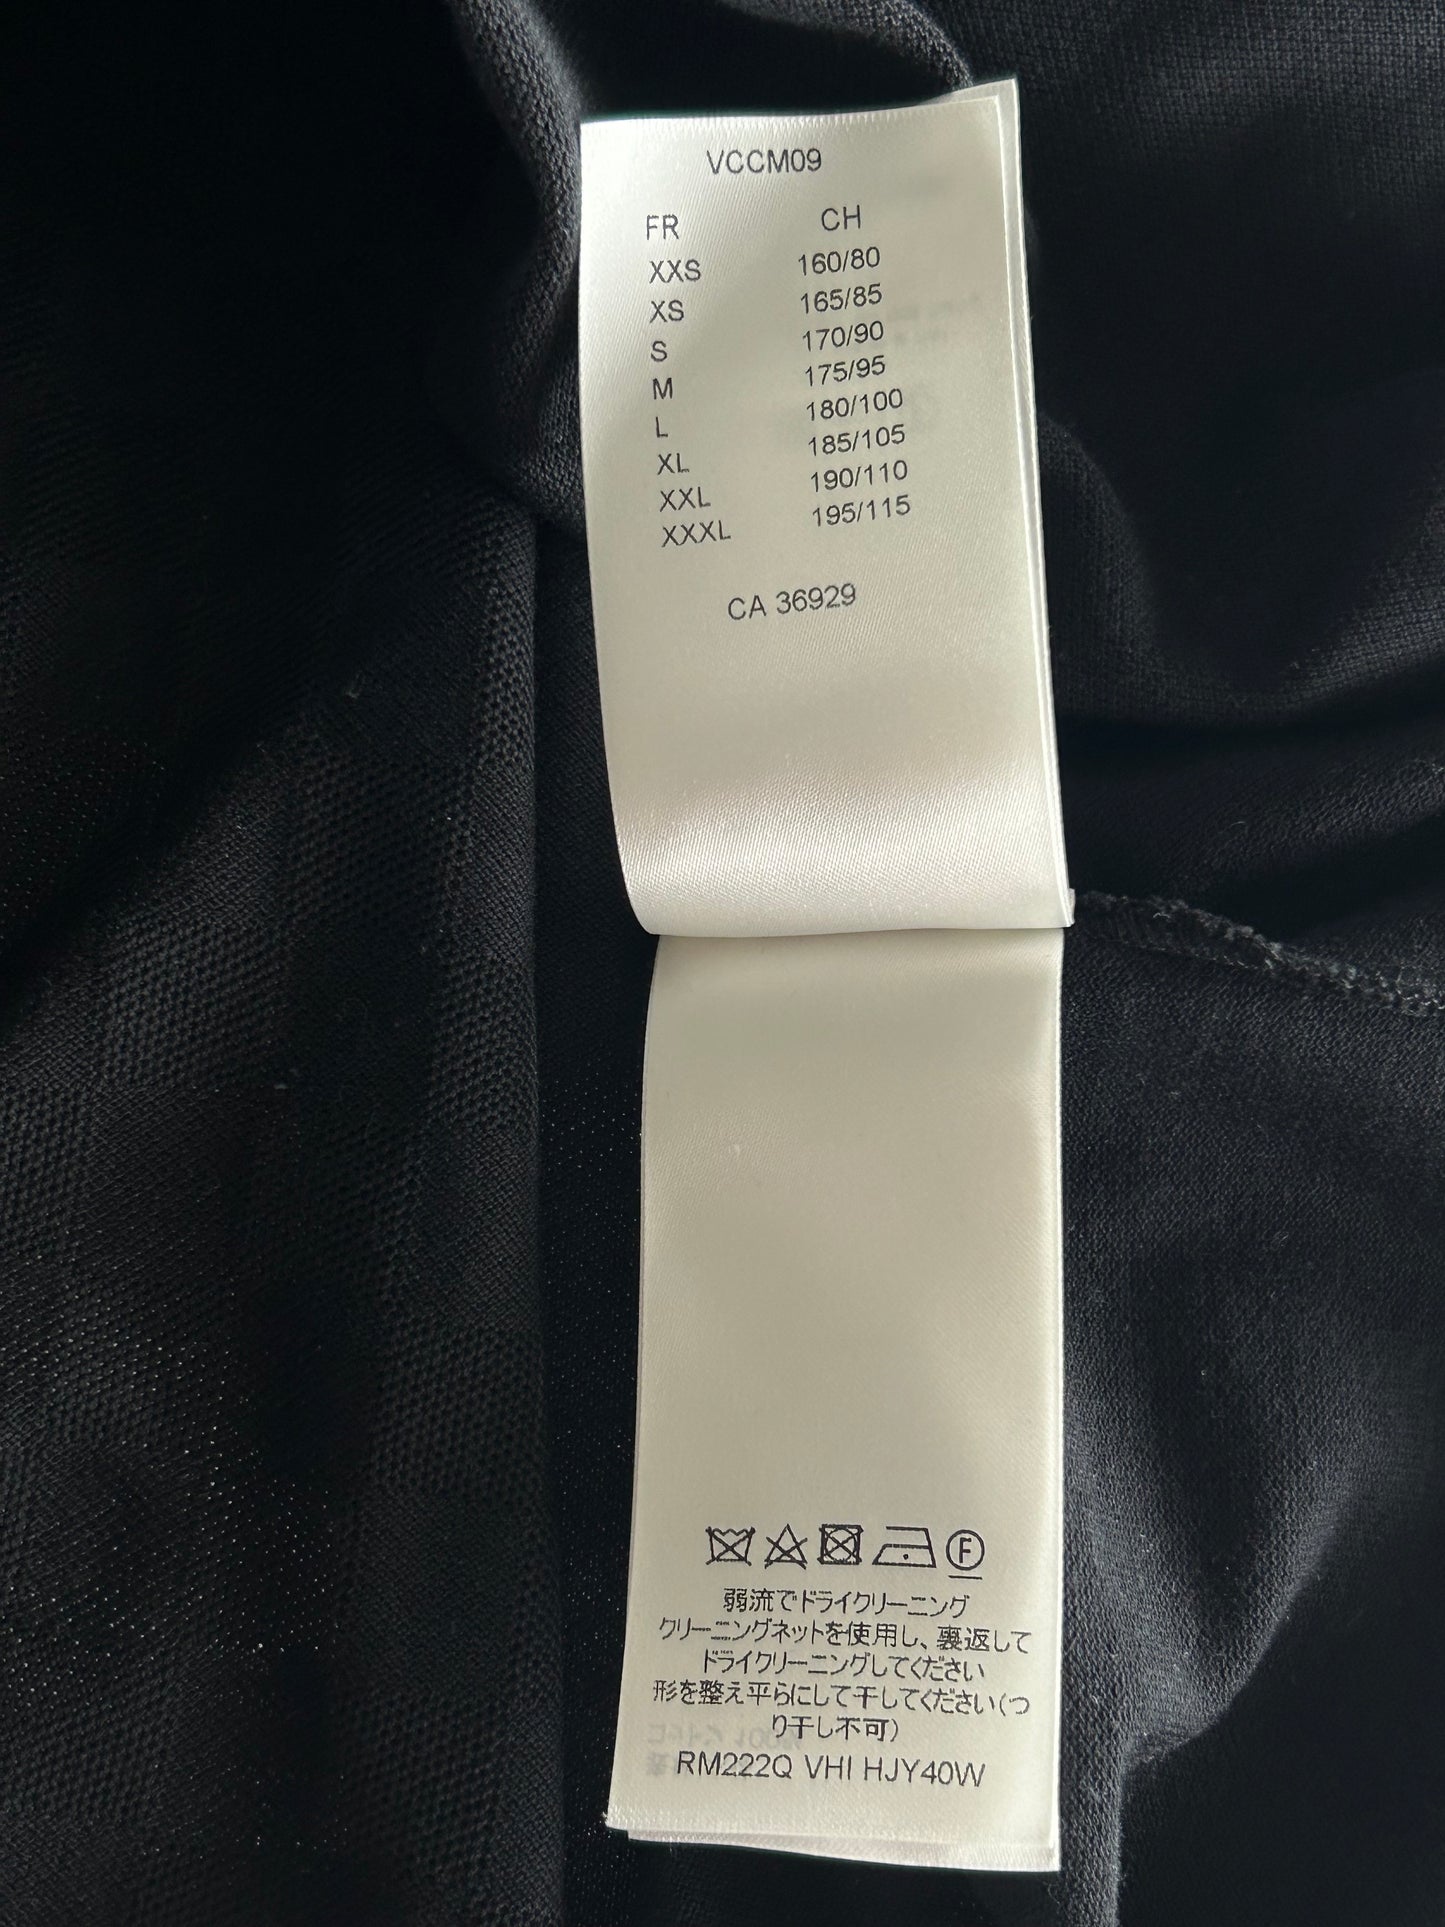 VCCM09
FR CH
XXS 160/80
XS 165/85
S 170/90
M 175/95
L 180/100
XL 185/105
XXL 190/110
XXXL 195/115
CA 36929
F
弱流でドライクリーニング
クリーニングネットを使用し、裏返して
ドライクリーニングしてください
形を整え平らにして干してください(つ
り干し不可)
RM222Q VHI HJY40W